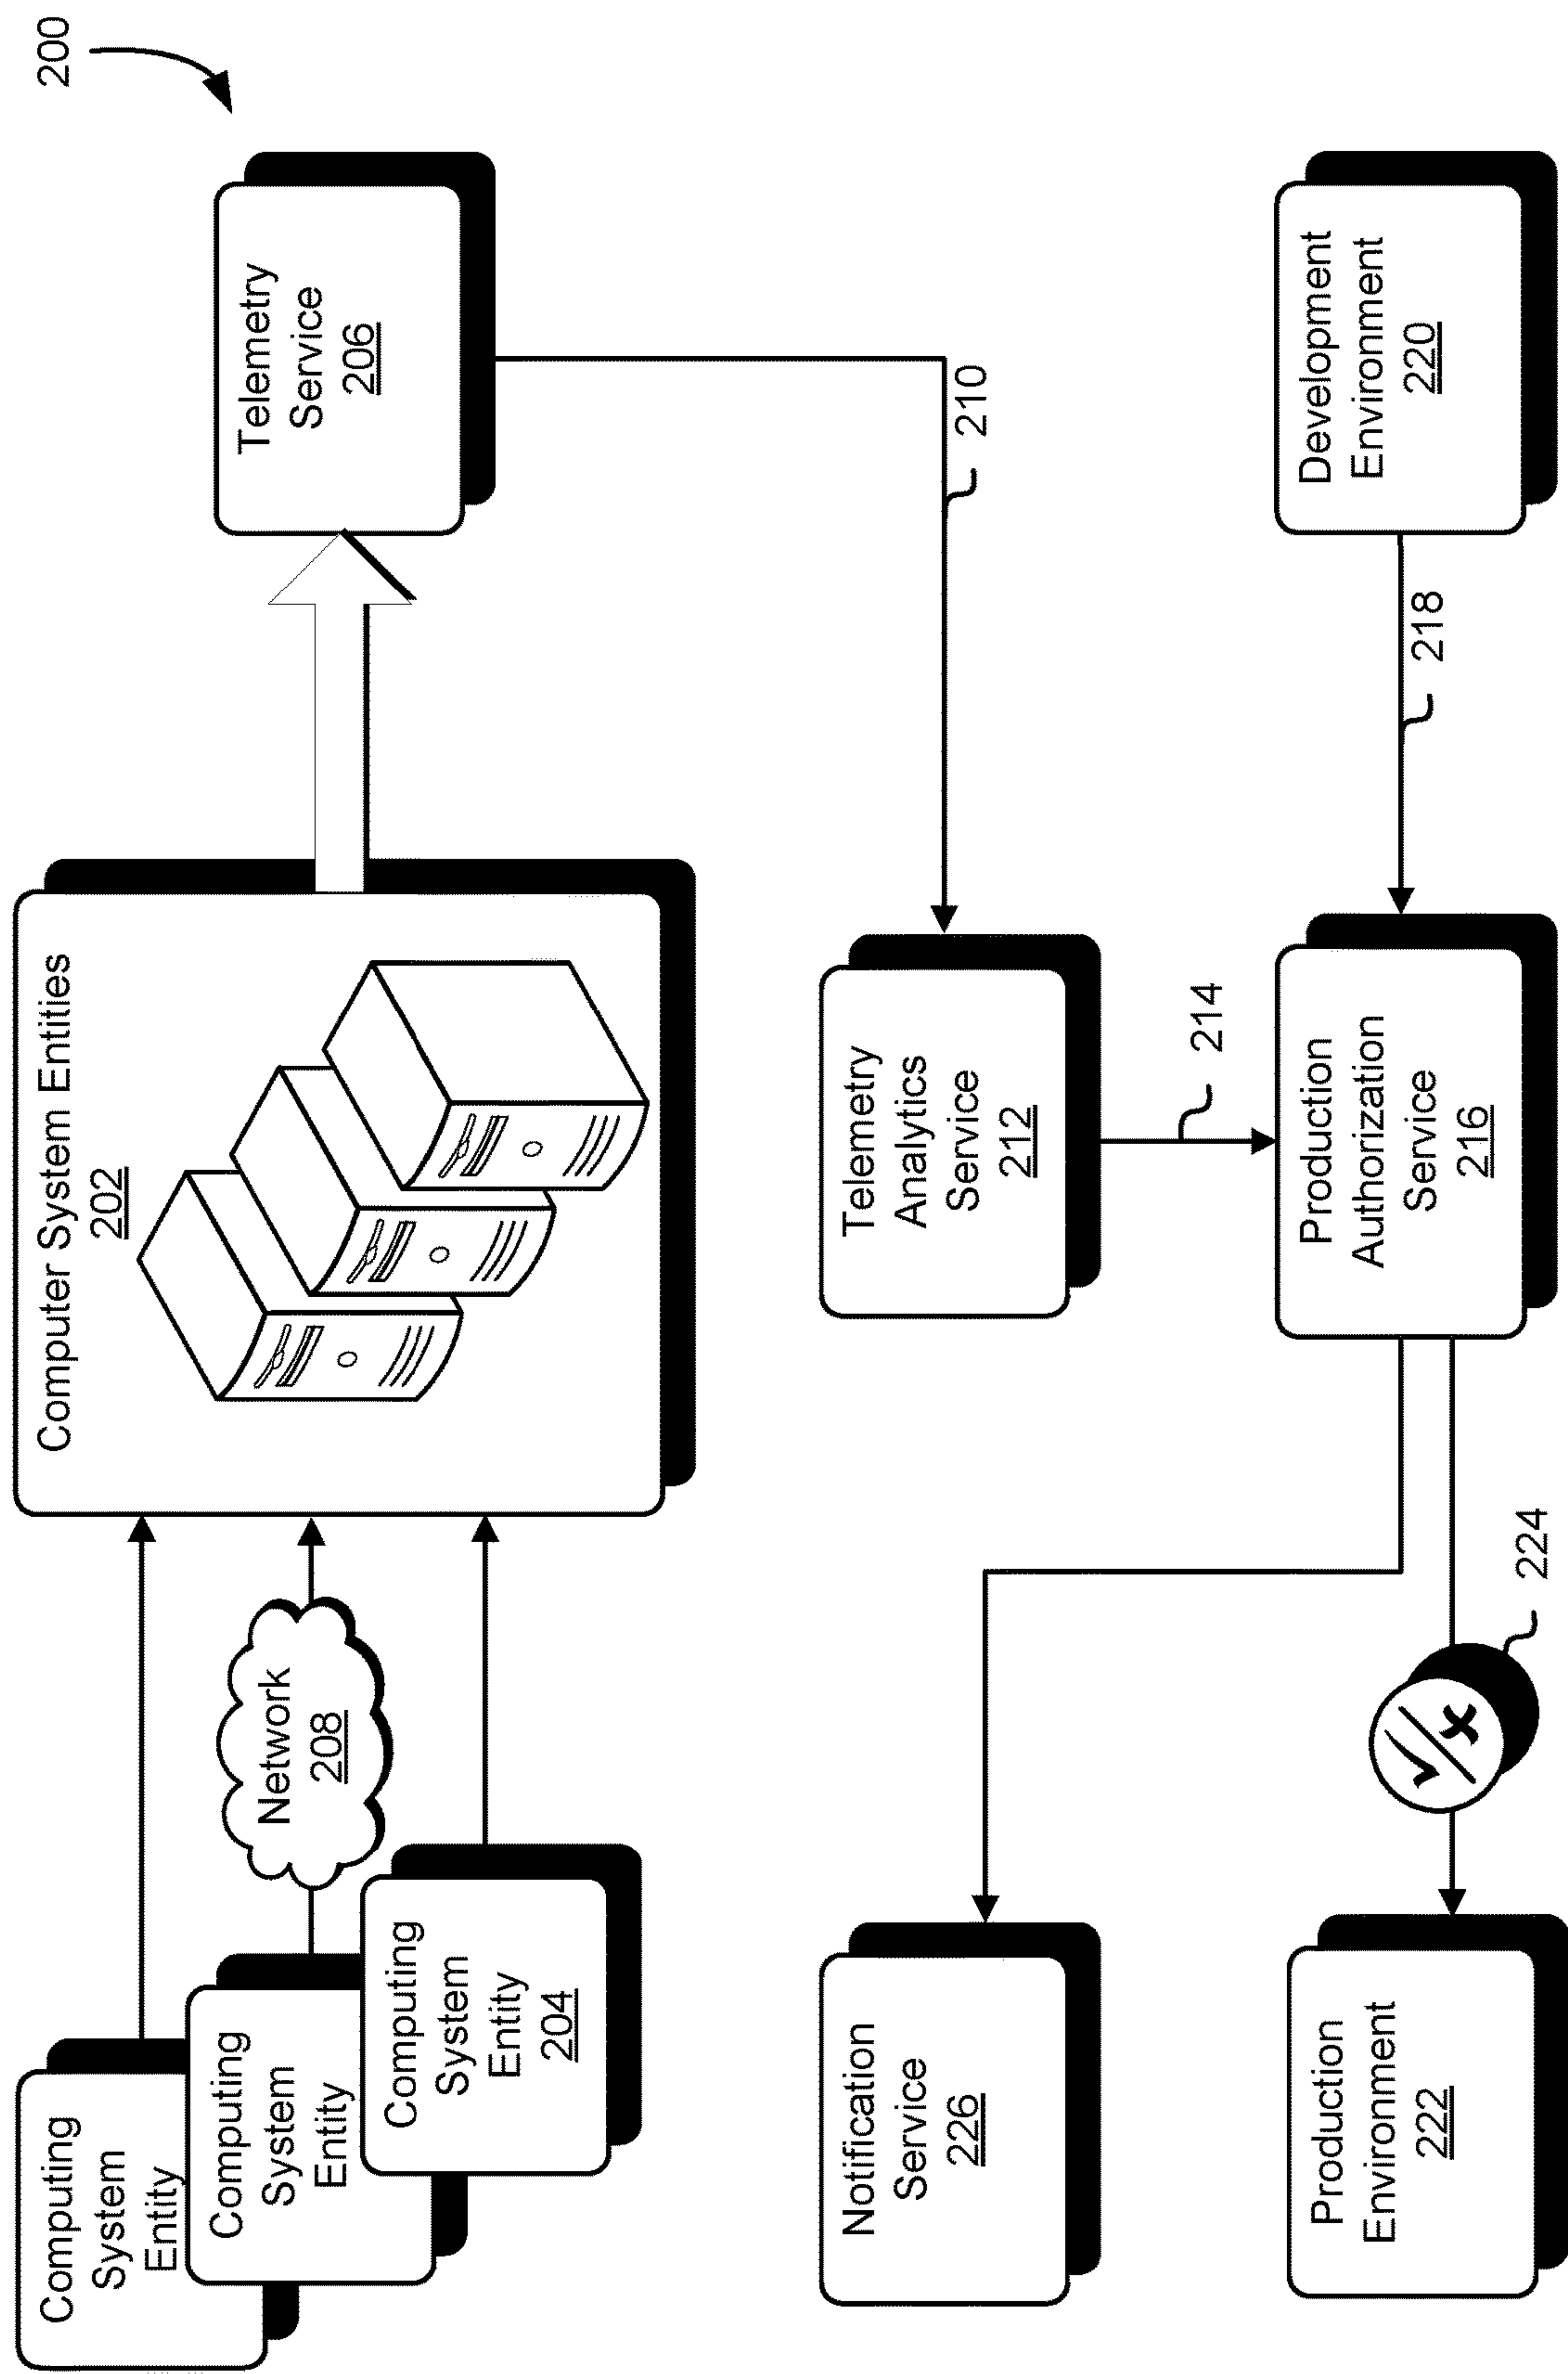 200
Computing
System
Entity
Computing
System
Entity
Computing
System
Entity
204
Network
208
Computer System Entities
202
Telemetry
Service
206
210
Telemetry
Analytics
Service
212
214
Notification
Service
226
Production
Environment
222
224
Production
Authorization
Service
216
218
Development
Environment
220